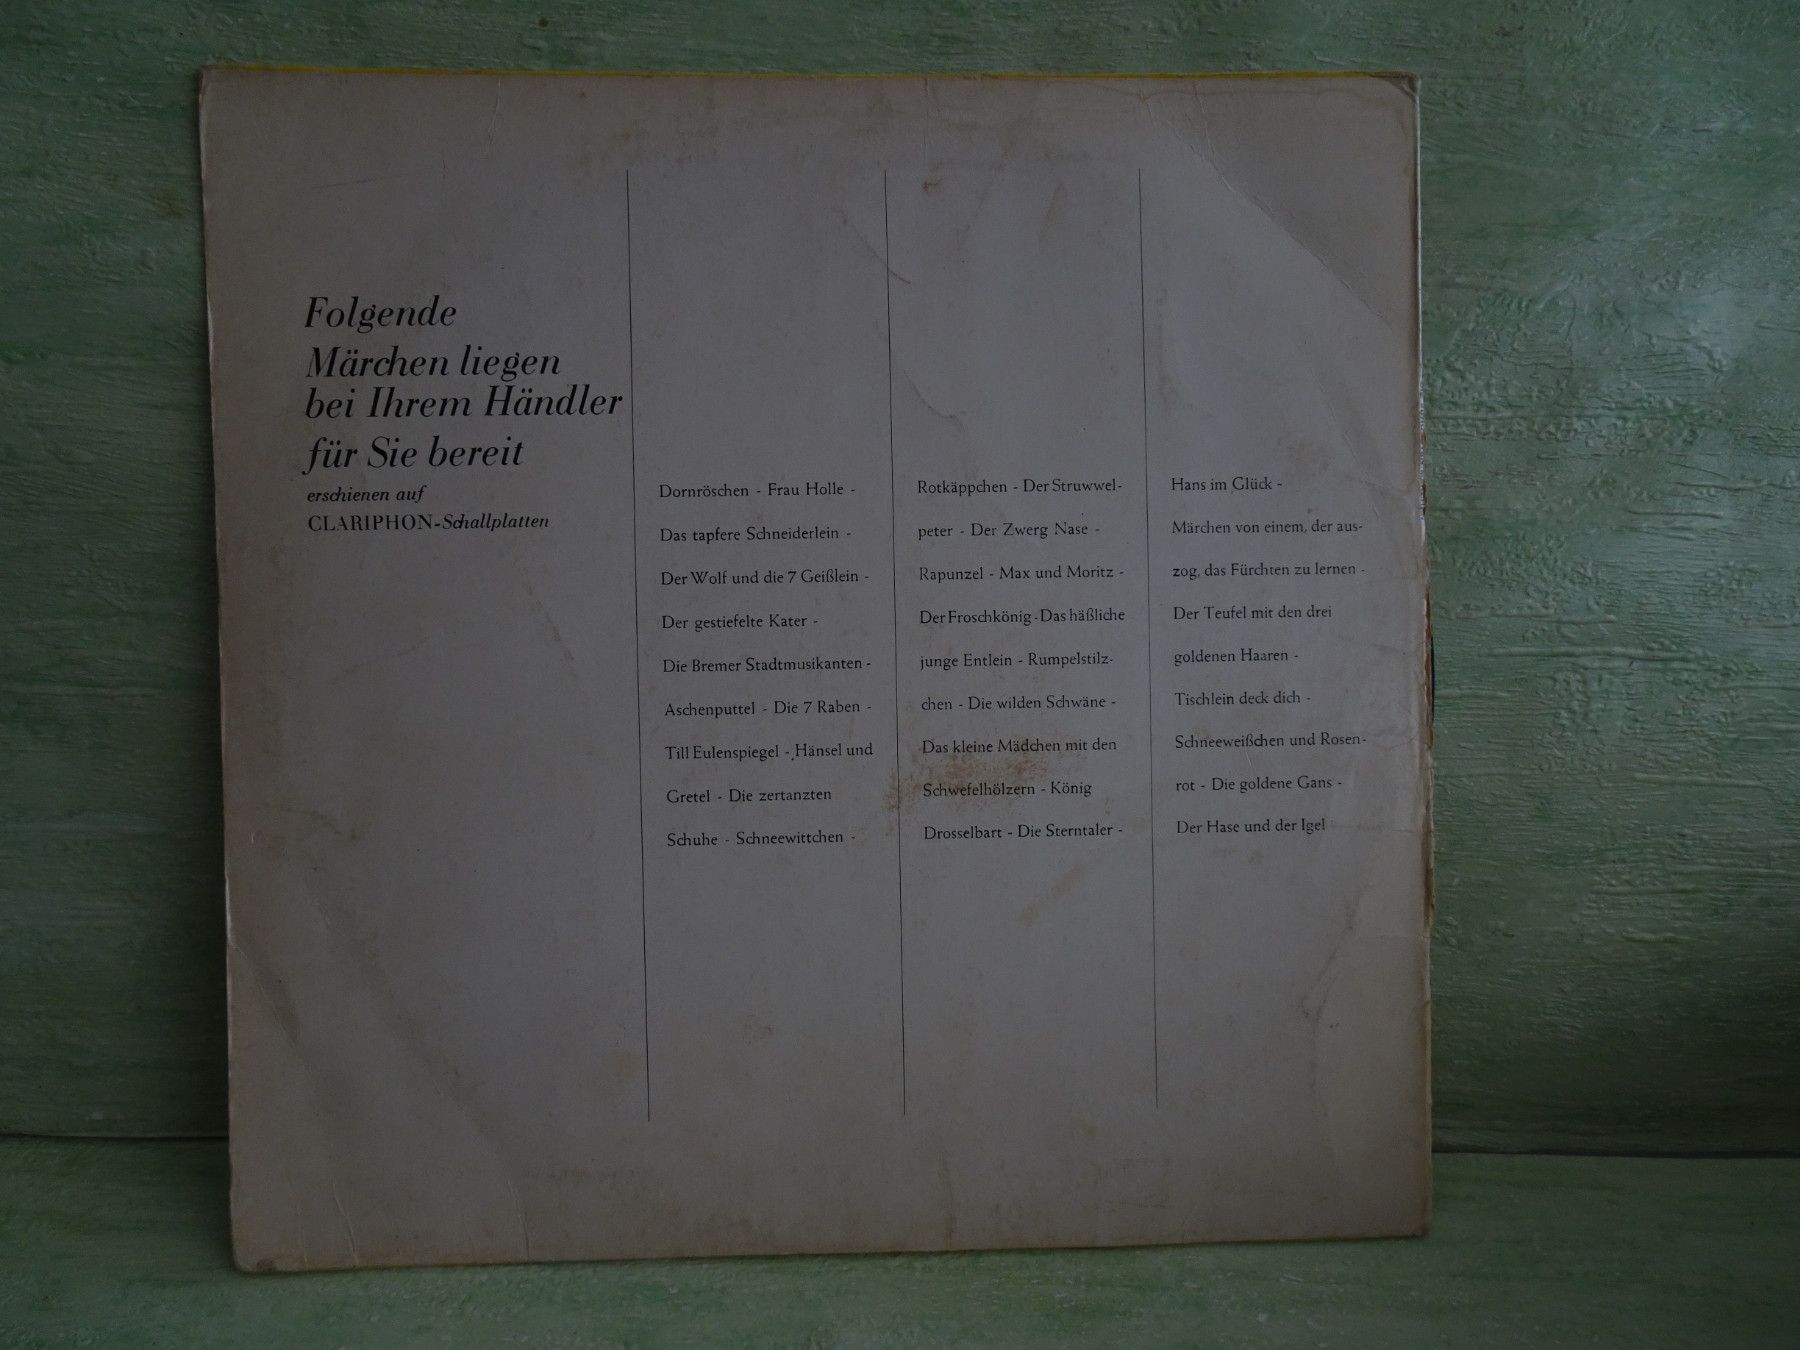 Folgende
Märchen liegen
bei Ihrem Händler
für Sie bereit
erschienen auf
CLARIPHON-Schallplatten
Dornröschen - Frau Holle -
Das tapfere Schneiderlein -
Der Wolf und die 7 Geißlein -
Der gestiefelte Kater -
Die Bremer Stadtmusikanten -
Aschenputtel - Die 7 Raben -
Till Eulenspiegel - Hänsel und
Gretel - Die zertanzten
Schuhe - Schneewittchen -
Rotkäppchen - Der Struwwel-
peter - Der Zwerg Nase -
Rapunzel - Max und Moritz -
Der Froschkönig - Das häßliche
junge Entlein - Rumpelstilz-
chen - Die wilden Schwäne -
Das kleine Mädchen mit den
Schwefelhölzern - König
Drosselbart - Die Sterntaler -
Hans im Glück -
Märchen von einem, der aus-
zog, das Fürchten zu lernen -
Der Teufel mit den drei
goldenen Haaren -
Tischlein deck dich -
Schneeweißchen und Rosen-
rot - Die goldene Gans -
Der Hase und der Igel